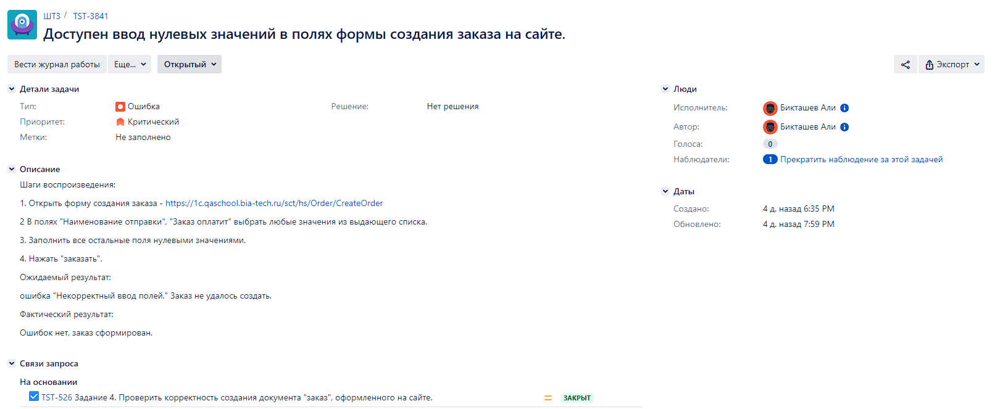 ШТЗ / TST-3841
Доступен ввод нулевых значений в полях формы создания заказа на сайте.
Вести журнал работы Еще... Открытый Экспорт
Детали задачи
Тип: Ошибка Решение: Нет решения
Приоритет: Критический
Метки: Не заполнено
Описание
Шаги воспроизведения:
1. Открыть форму создания заказа - https://1c.qaschool.bia-tech.ru/sct/hs/Order/CreateOrder
2 В полях "Наименование отправки", "Заказ оплатит" выбрать любые значения из выдающего списка.
3. Заполнить все остальные поля нулевыми значениями.
4. Нажать "заказать".
Ожидаемый результат:
ошибка "Некорректный ввод полей." Заказ не удалось создать.
Фактический результат:
Ошибок нет, заказ сформирован.
Связи запроса
На основании
TST-526 Задание 4. Проверить корректность создания документа "заказ", оформленного на сайте. ЗАКРЫТ
Люди
Исполнитель: Бикташев Али
Автор: Бикташев Али
Голоса: 0
Наблюдатели: 1 Прекратить наблюдение за этой задачей
Даты
Создано: 4 д. назад 6:35 PM
Обновлено: 4 д. назад 7:59 PM